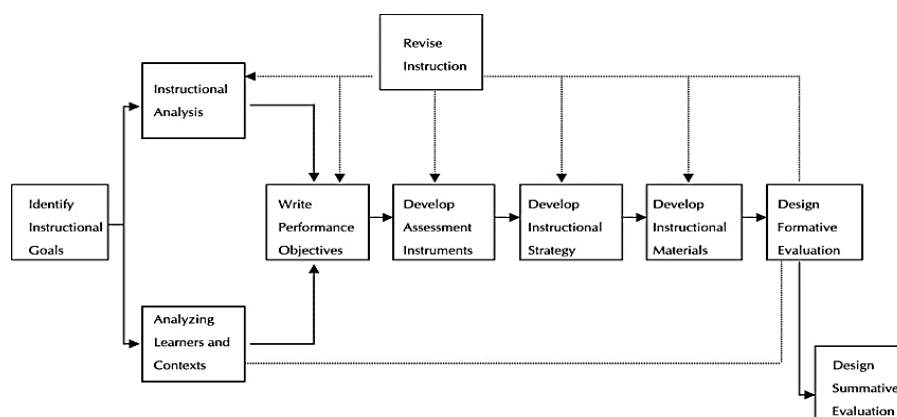 Revise
Instruction
Instructional
Analysis
Identify
Instructional
Goals
Write
Performance
Objectives
Develop
Assessment
Instruments
Develop
Instructional
Strategy
Develop
Instructional
Materials
Design
Formative
Evaluation
Analyzing
Learners and
Contexts
Design
Summative
Evaluation